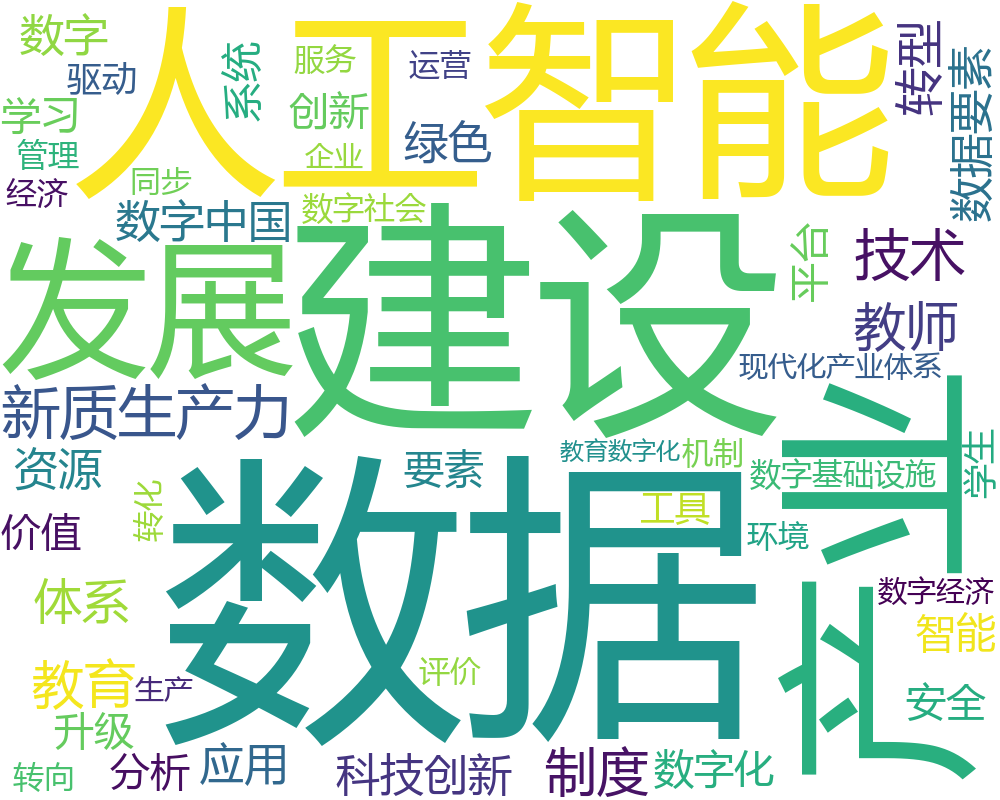 人工智能
数字
驱动
系统
服务
运营
转型
数据要素
学习
创新
绿色
管理
企业
经济
同步
数字社会
数字中国
建设
发展
平台
技术
教师
现代化产业体系
产业
新质生产力
资源
要素
教育数字化
机制
数字基础设施
学生
数据
转化
工具
价值
环境
体系
数字经济
智能
教育
生产
评价
安全
升级
转向
分析
应用
科技创新
制度
数字化